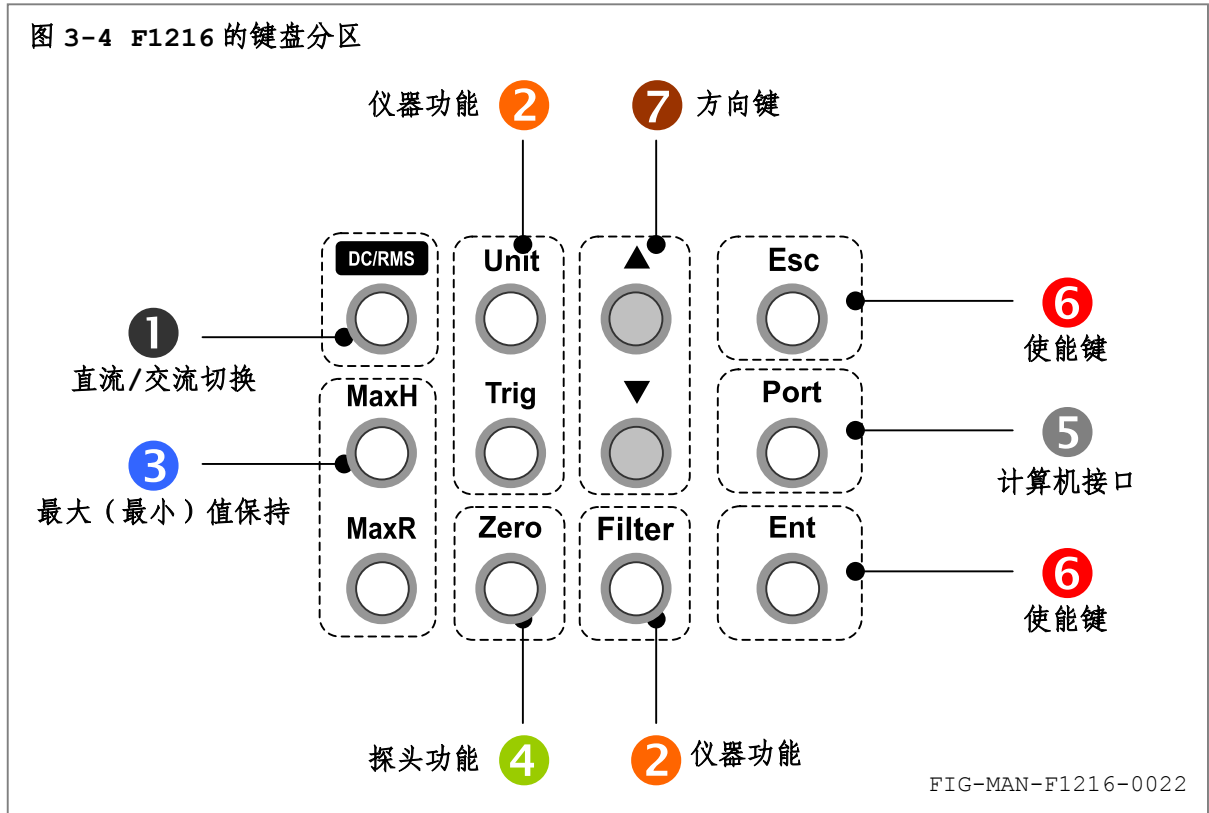 图 3-4 F1216 的键盘分区
仪器功能 2
7 方向键
DC/RMS
Unit
▲
Esc
1
直流/交流切换
6
使能键
MaxH
Trig
▼
Port
3
最大（最小）值保持
5
计算机接口
MaxR
Zero
Filter
Ent
6
使能键
探头功能 4
2 仪器功能
FIG-MAN-F1216-0022